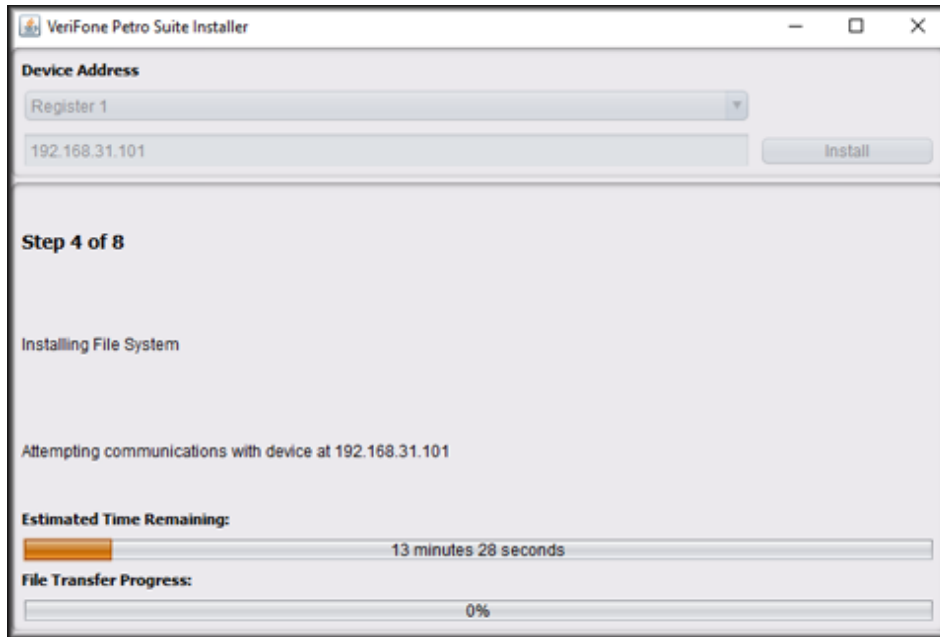 VeriFone Petro Suite Installer
Device Address
Register 1
192.168.31.101
Install
Step 4 of 8
Installing File System
Attempting communications with device at 192.168.31.101
Estimated Time Remaining:
13 minutes 28 seconds
File Transfer Progress:
0%